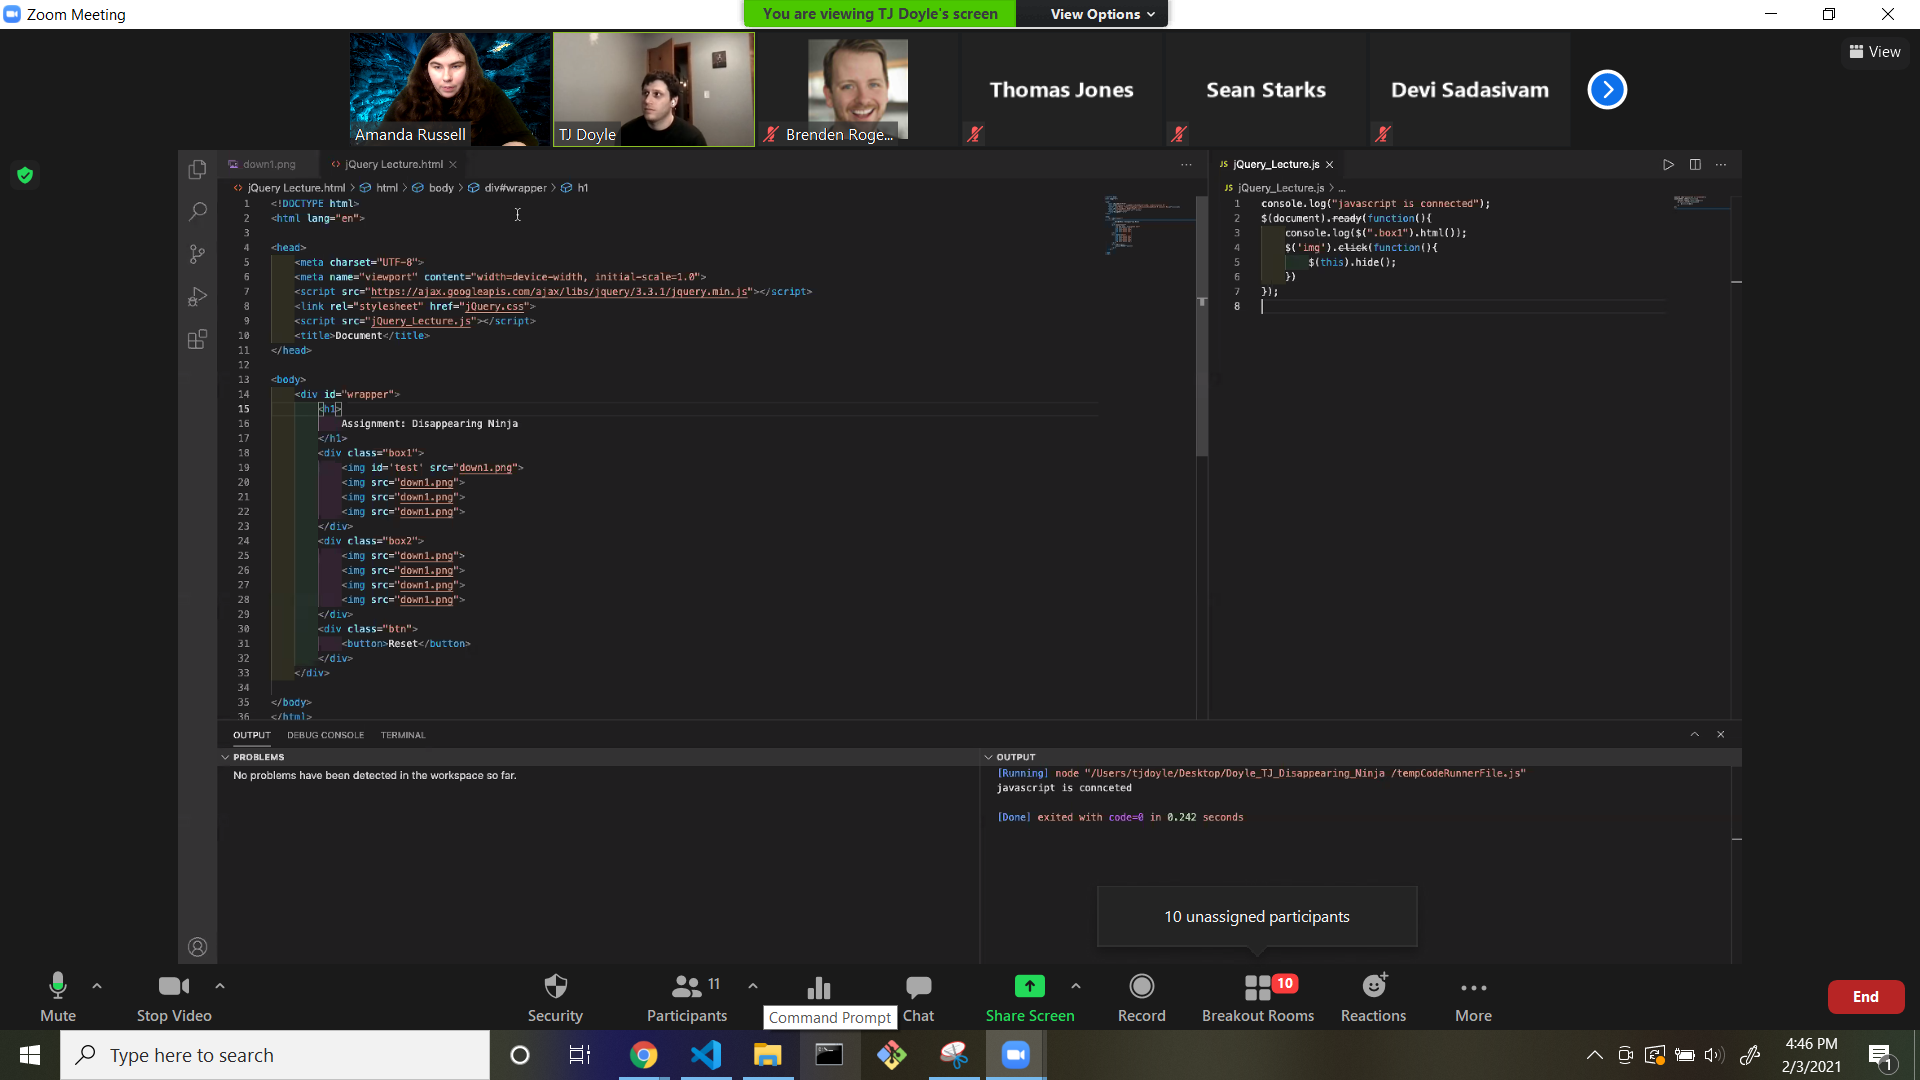 Zoom Meeting
You are viewing TJ Doyle's screen
View Options
View
Amanda Russell
TJ Doyle
Brenden Roge...
Thomas Jones
Sean Starks
Devi Sadasivam
down1.png
jQuery Lecture.html
jQuery Lecture.html > html > body > div#wrapper > h1
1 <!DOCTYPE html>
2 <html lang="en">
3
4 <head>
5 <meta charset="UTF-8">
6 <meta name="viewport" content="width=device-width, initial-scale=1.0">
7 <script src="https://ajax.googleapis.com/ajax/libs/jquery/3.3.1/jquery.min.js"></script>
8 <link rel="stylesheet" href="jQuery.css">
9 <script src="jQuery_Lecture.js"></script>
10 <title>Document</title>
11 </head>
12
13 <body>
14 <div id="wrapper">
15 <h1>
16 Assignment: Disappearing Ninja
17 </h1>
18 <div class="box1">
19 <img id='test' src="down1.png">
20 <img src="down1.png">
21 <img src="down1.png">
22 <img src="down1.png">
23 </div>
24 <div class="box2">
25 <img src="down1.png">
26 <img src="down1.png">
27 <img src="down1.png">
28 <img src="down1.png">
29 </div>
30 <div class="btn">
31 <button>Reset</button>
32 </div>
33 </div>
34
35 </body>
36 </html>
JS jQuery_Lecture.js
JS jQuery_Lecture.js > ...
1 console.log("javascript is connected");
2 $(document).ready(function(){
3 console.log($(".box1").html());
4 $('img').click(function(){
5 $(this).hide();
6 })
7 });
8
OUTPUT DEBUG CONSOLE TERMINAL
PROBLEMS
No problems have been detected in the workspace so far.
OUTPUT
[Running] node "/Users/tjdoyle/Desktop/Doyle_TJ_Disappearing_Ninja /tempCodeRunnerFile.js"
javascript is connceted
[Done] exited with code=0 in 0.242 seconds
10 unassigned participants
Mute
Stop Video
Security
Participants 11
Command Prompt
Chat
Share Screen
Record
Breakout Rooms 10
Reactions
More
End
Type here to search
4:46 PM
2/3/2021
1